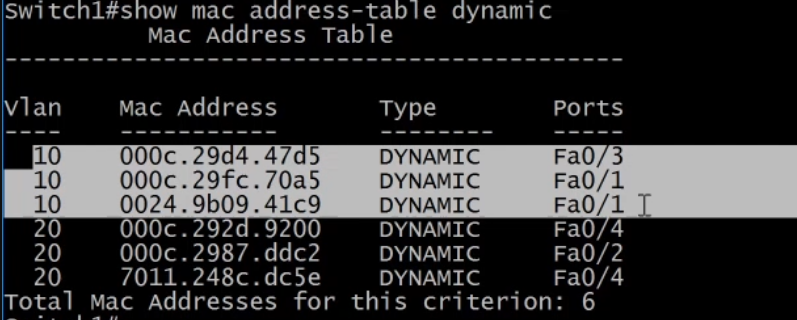 Switch1#show mac address-table dynamic
Mac Address Table
-------------------------------------------
Vlan Mac Address Type Ports
---- ----------- -------- -----
10 000c.29d4.47d5 DYNAMIC Fa0/3
10 000c.29fc.70a5 DYNAMIC Fa0/1
10 0024.9b09.41c9 DYNAMIC Fa0/1
20 000c.292d.9200 DYNAMIC Fa0/4
20 000c.2987.ddc2 DYNAMIC Fa0/2
20 7011.248c.dc5e DYNAMIC Fa0/4
Total Mac Addresses for this criterion: 6